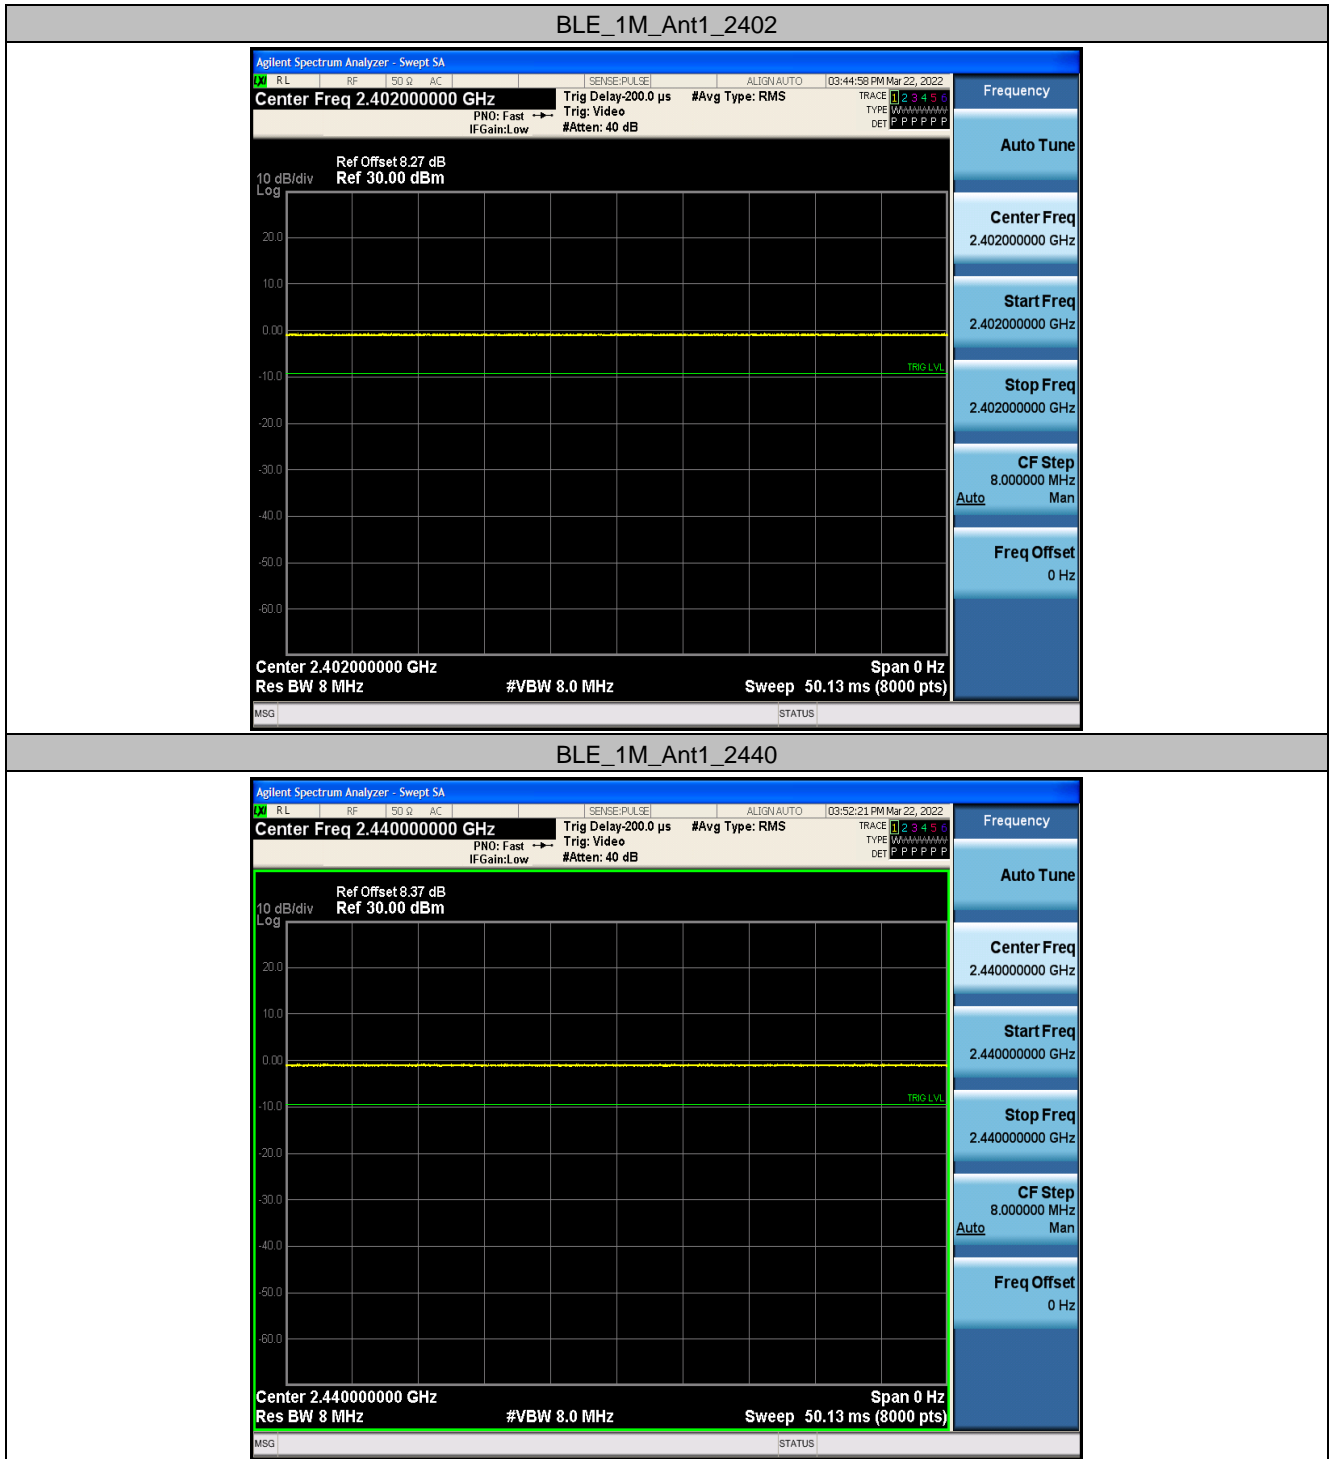 BLE_1M_Ant1_2402
Agilent Spectrum Analyzer - Swept SA
LXI RL RF 50 Ω AC SENSE:PULSE ALIGN AUTO 03:44:58 PM Mar 22, 2022
Center Freq 2.402000000 GHz Trig Delay-200.0 µs #Avg Type: RMS TRACE 1 2 3 4 5 6
PNO: Fast Trig: Video TYPE WWWWWW
IFGain:Low #Atten: 40 dB DET P P P P P P
Frequency
Auto Tune
Ref Offset 8.27 dB
10 dB/div Ref 30.00 dBm
Log
20.0
10.0
0.00
-10.0
-20.0
-30.0
-40.0
-50.0
-60.0
TRIG LVL
Center Freq
2.402000000 GHz
Start Freq
2.402000000 GHz
Stop Freq
2.402000000 GHz
CF Step
8.000000 MHz
Auto Man
Freq Offset
0 Hz
Center 2.402000000 GHz Span 0 Hz
Res BW 8 MHz #VBW 8.0 MHz Sweep 50.13 ms (8000 pts)
MSG STATUS
BLE_1M_Ant1_2440
Agilent Spectrum Analyzer - Swept SA
LXI RL RF 50 Ω AC SENSE:PULSE ALIGN AUTO 03:52:21 PM Mar 22, 2022
Center Freq 2.440000000 GHz Trig Delay-200.0 µs #Avg Type: RMS TRACE 1 2 3 4 5 6
PNO: Fast Trig: Video TYPE WWWWWW
IFGain:Low #Atten: 40 dB DET P P P P P P
Frequency
Auto Tune
Ref Offset 8.37 dB
10 dB/div Ref 30.00 dBm
Log
20.0
10.0
0.00
-10.0
-20.0
-30.0
-40.0
-50.0
-60.0
TRIG LVL
Center Freq
2.440000000 GHz
Start Freq
2.440000000 GHz
Stop Freq
2.440000000 GHz
CF Step
8.000000 MHz
Auto Man
Freq Offset
0 Hz
Center 2.440000000 GHz Span 0 Hz
Res BW 8 MHz #VBW 8.0 MHz Sweep 50.13 ms (8000 pts)
MSG STATUS